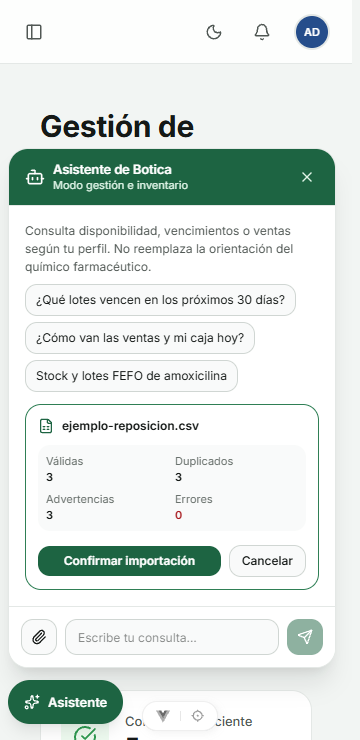 AD
Gestión de
Asistente de Botica
Modo gestión e inventario
Consulta disponibilidad, vencimientos o ventas
según tu perfil. No reemplaza la orientación del
químico farmacéutico.
¿Qué lotes vencen en los próximos 30 días?
¿Cómo van las ventas y mi caja hoy?
Stock y lotes FEFO de amoxicilina
ejemplo-reposicion.csv
Válidas Duplicados
3 3
Advertencias Errores
3 0
Confirmar importación Cancelar
Escribe tu consulta...
Asistente